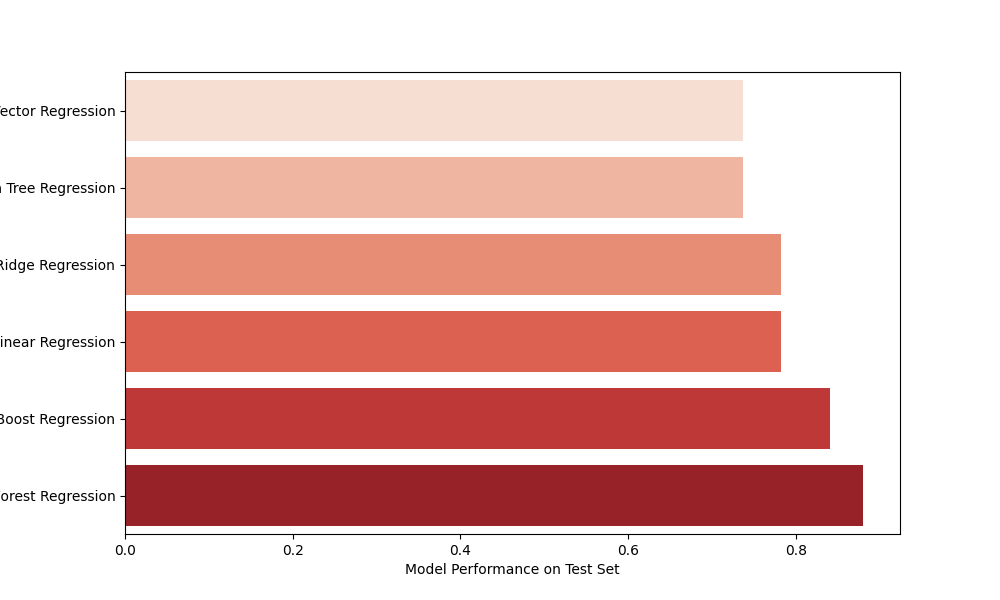 Vector Regression
Tree Regression
Ridge Regression
inear Regression
Boost Regression
orest Regression
0.0 0.2 0.4 0.6 0.8
Model Performance on Test Set